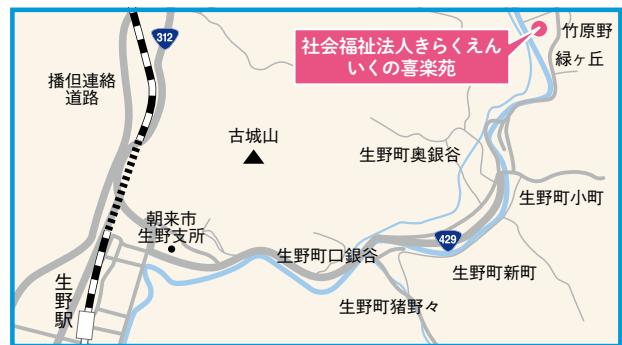 312
竹原野
緑ヶ丘
社会福祉法人きらくえん
いくの喜楽苑
播但連絡
道路
古城山
生野町奥銀谷
生野町小町
朝来市
生野支所
429
生野町口銀谷
生野町新町
生野駅
生野町猪野々